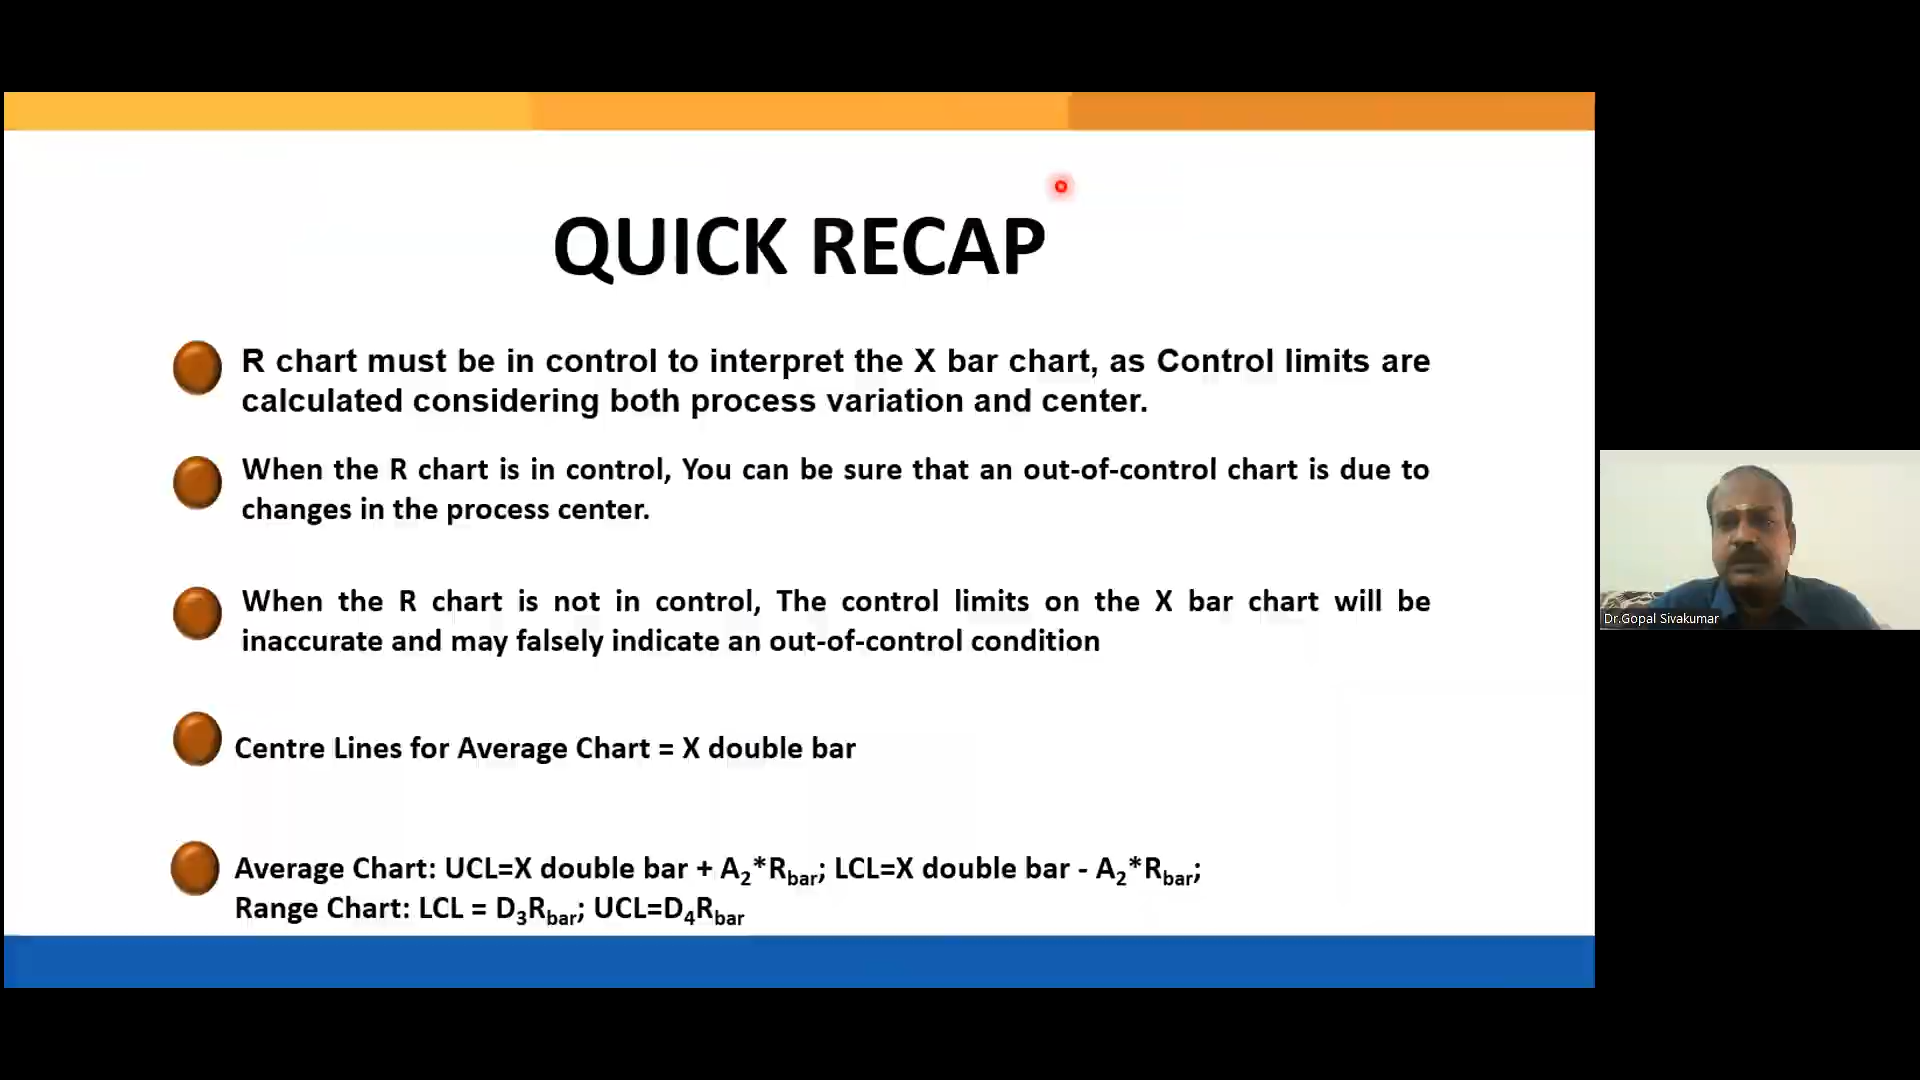 QUICK RECAP
R chart must be in control to interpret the X bar chart, as Control limits are
calculated considering both process variation and center.
When the R chart is in control, You can be sure that an out-of-control chart is due to
changes in the process center.
When the R chart is not in control, The control limits on the X bar chart will be
inaccurate and may falsely indicate an out-of-control condition
Centre Lines for Average Chart = X double bar
Average Chart: UCL=X double bar + A₂*Rbar; LCL=X double bar - A₂*Rbar;
Range Chart: LCL = D₃Rbar; UCL=D₄Rbar
Dr.Gopal Sivakumar